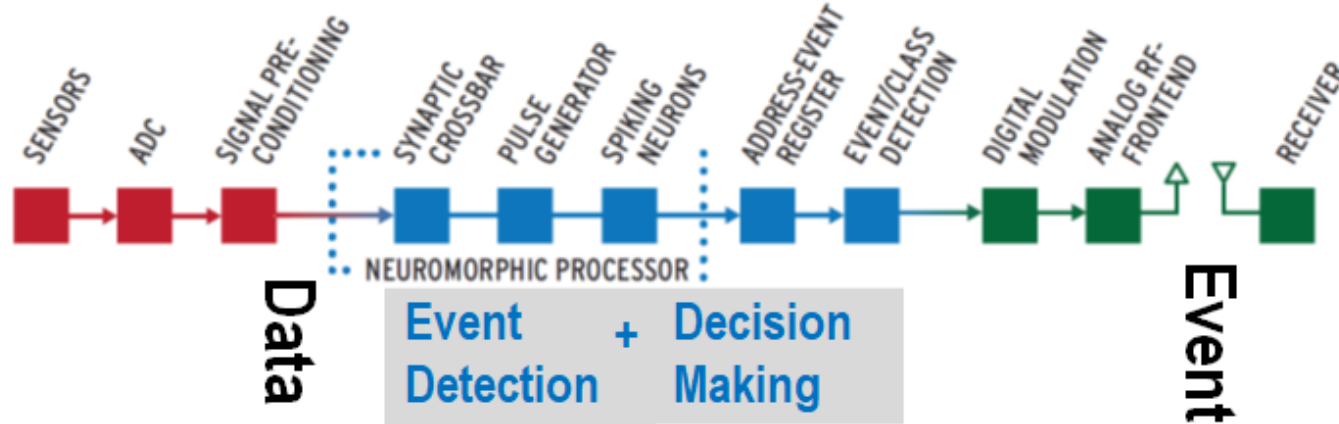 SENSORS
ADC
SIGNAL PRE-
CONDITIONING
SYNAPTIC
CROSSBAR
PULSE
GENERATOR
SPIKING
NEURONS
ADDRESS-EVENT
REGISTER
EVENT/CLASS
DETECTION
DIGITAL
MODULATION
ANALOG RF-
FRONTEND
RECEIVER
NEUROMORPHIC PROCESSOR
Data
Event + Decision
Detection Making
Event